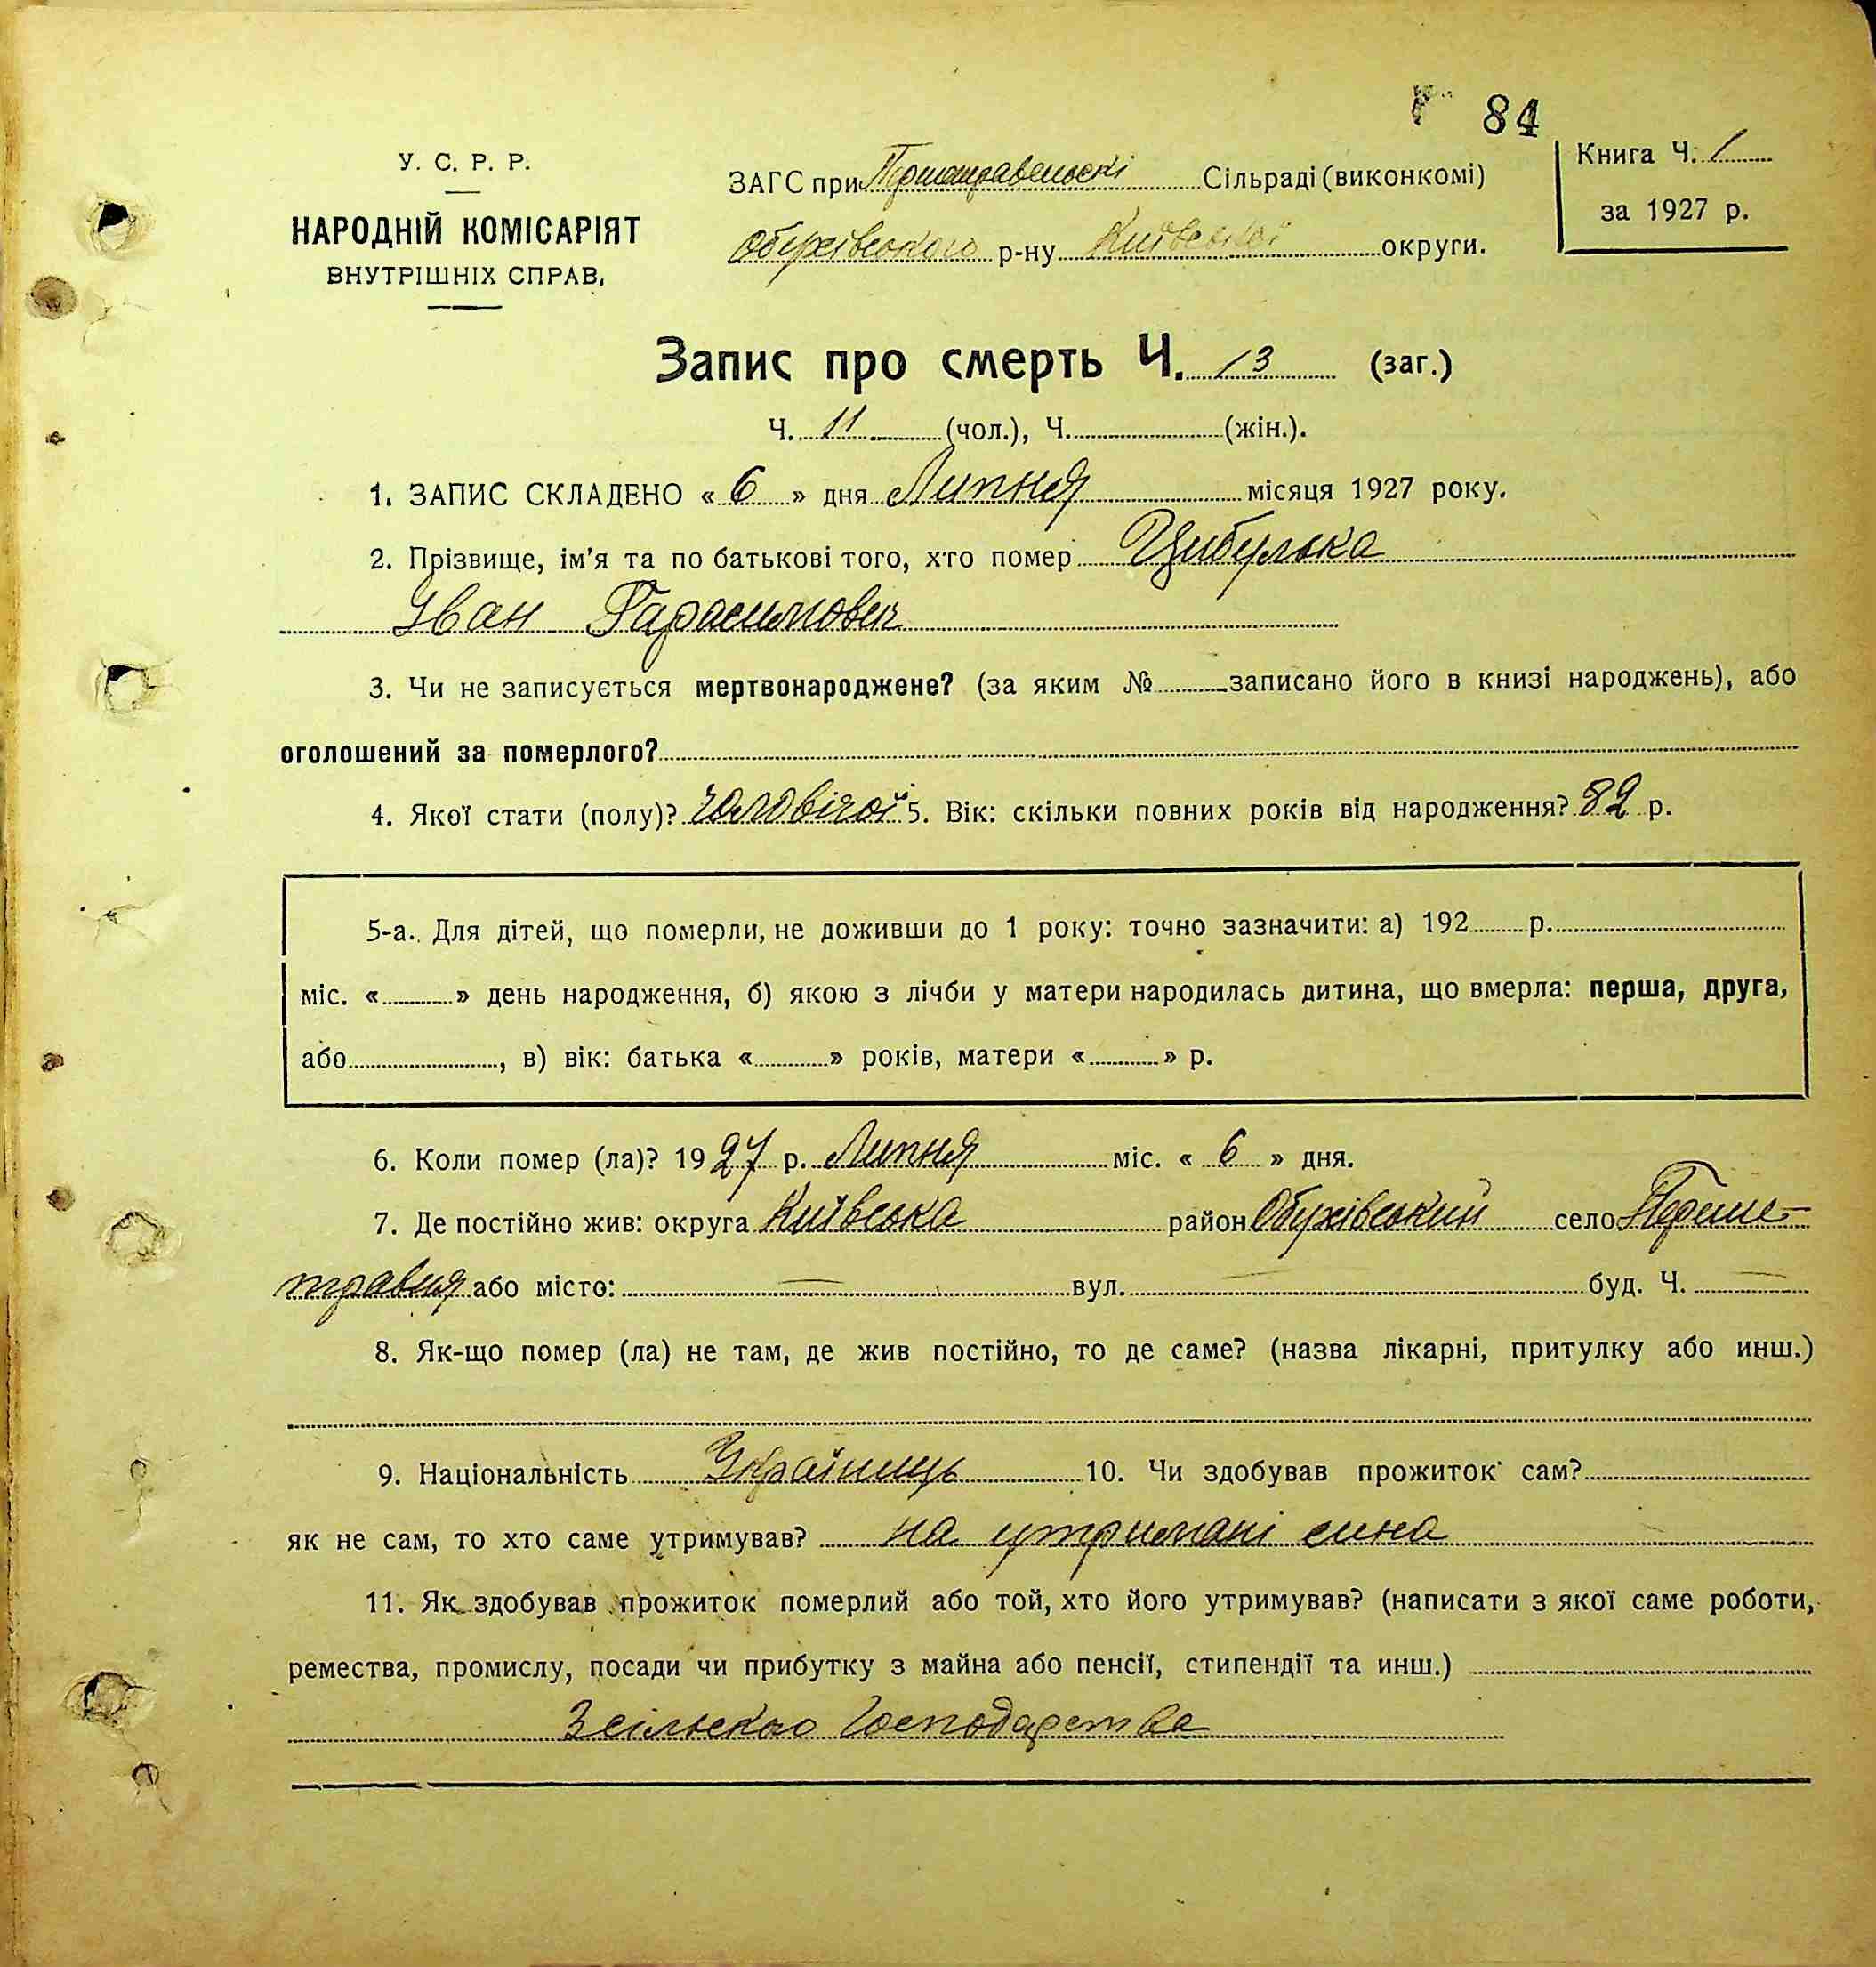 84
У. С. Р. Р.
НАРОДНІЙ КОМІСАРІЯТ
ВНУТРІШНІХ СПРАВ.
ЗАГС при Першотравенські Сільраді (виконкомі)
Обухівського р-ну Київської округи.
Книга Ч. 1
за 1927 р.
Запис про смерть Ч. 13 (заг.)
Ч. 11 (чол.), Ч. (жін.).
1. ЗАПИС СКЛАДЕНО « 6 » дня Липня місяця 1927 року.
2. Прізвище, ім'я та по батькові того, хто помер Цибулька
Іван Гарасимович
3. Чи не записується мертвонароджене? (за яким № записано його в книзі народжень), або
оголошений за померлого?
4. Якої стати (полу)? чоловічої 5. Вік: скільки повних років від народження? 82 р.
5-а. Для дітей, що померли, не доживши до 1 року: точно зазначити: а) 192 р.
міс. « » день народження, б) якою з лічби у матери народилась дитина, що вмерла: перша, друга,
або , в) вік: батька « » років, матери « » р.
6. Коли помер (ла)? 1927 р. Липня міс. « 6 » дня.
7. Де постійно жив: округа Київська район Обухівський село Перше-
травня або місто: — вул. — буд. Ч. —
8. Як-що помер (ла) не там, де жив постійно, то де саме? (назва лікарні, притулку або инш.)
9. Національність Українець 10. Чи здобував прожиток сам?
як не сам, то хто саме утримував? на утримані сина
11. Як здобував прожиток померлий або той, хто його утримував? (написати з якої саме роботи,
ремества, промислу, посади чи прибутку з майна або пенсії, стипендії та инш.)
Зсільского Господарства